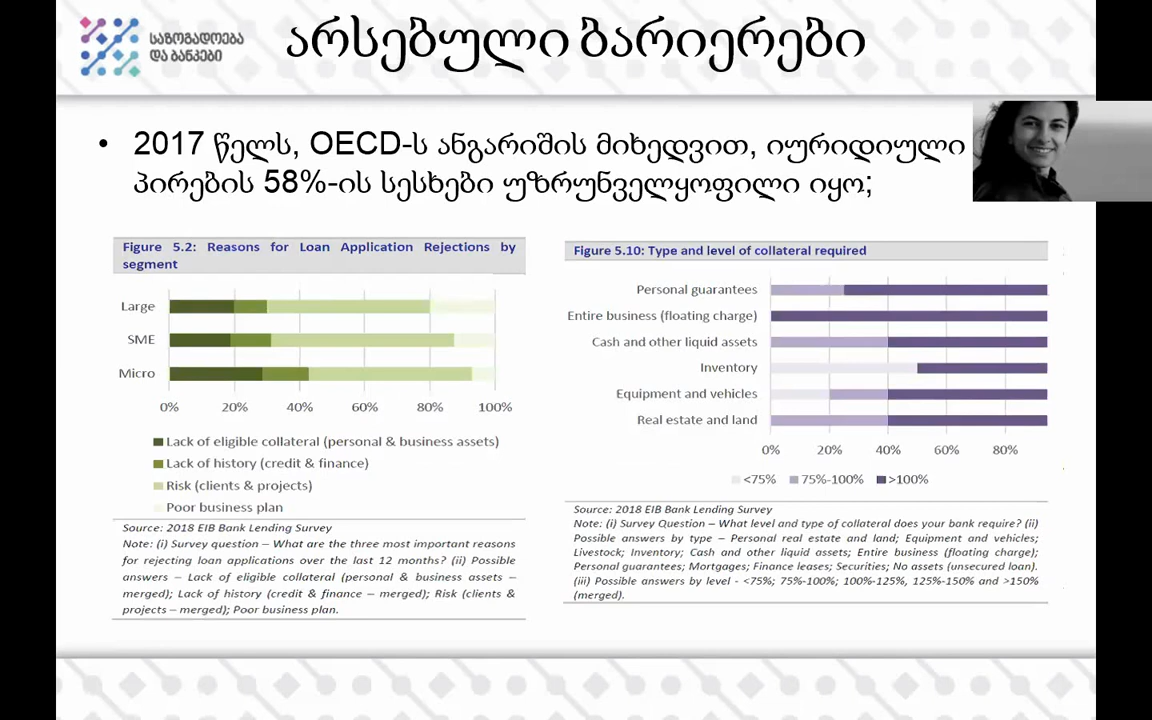 საზოგადოება
და ბანკები
არსებული ბარიერები
• 2017 წელს, OECD-ს ანგარიშის მიხედვით, იურიდიული
პირების 58%-ის სესხები უზრუნველყოფილი იყო;
Figure 5.2: Reasons for Loan Application Rejections by
segment
Large
SME
Micro
0% 20% 40% 60% 80% 100%
Lack of eligible collateral (personal & business assets)
Lack of history (credit & finance)
Risk (clients & projects)
Poor business plan
Source: 2018 EIB Bank Lending Survey
Note: (i) Survey question – What are the three most important reasons
for rejecting loan applications over the last 12 months? (ii) Possible
answers – Lack of eligible collateral (personal & business assets –
merged); Lack of history (credit & finance – merged); Risk (clients &
projects – merged); Poor business plan.
Figure 5.10: Type and level of collateral required
Personal guarantees
Entire business (floating charge)
Cash and other liquid assets
Inventory
Equipment and vehicles
Real estate and land
0% 20% 40% 60% 80%
<75% 75%-100% >100%
Source: 2018 EIB Bank Lending Survey
Note: (i) Survey Question – What level and type of collateral does your bank require? (ii)
Possible answers by type – Personal real estate and land; Equipment and vehicles;
Livestock; Inventory; Cash and other liquid assets; Entire business (floating charge);
Personal guarantees; Mortgages; Finance leases; Securities; No assets (unsecured loan).
(iii) Possible answers by level - <75%; 75%-100%; 100%-125%, 125%-150% and >150%
(merged).